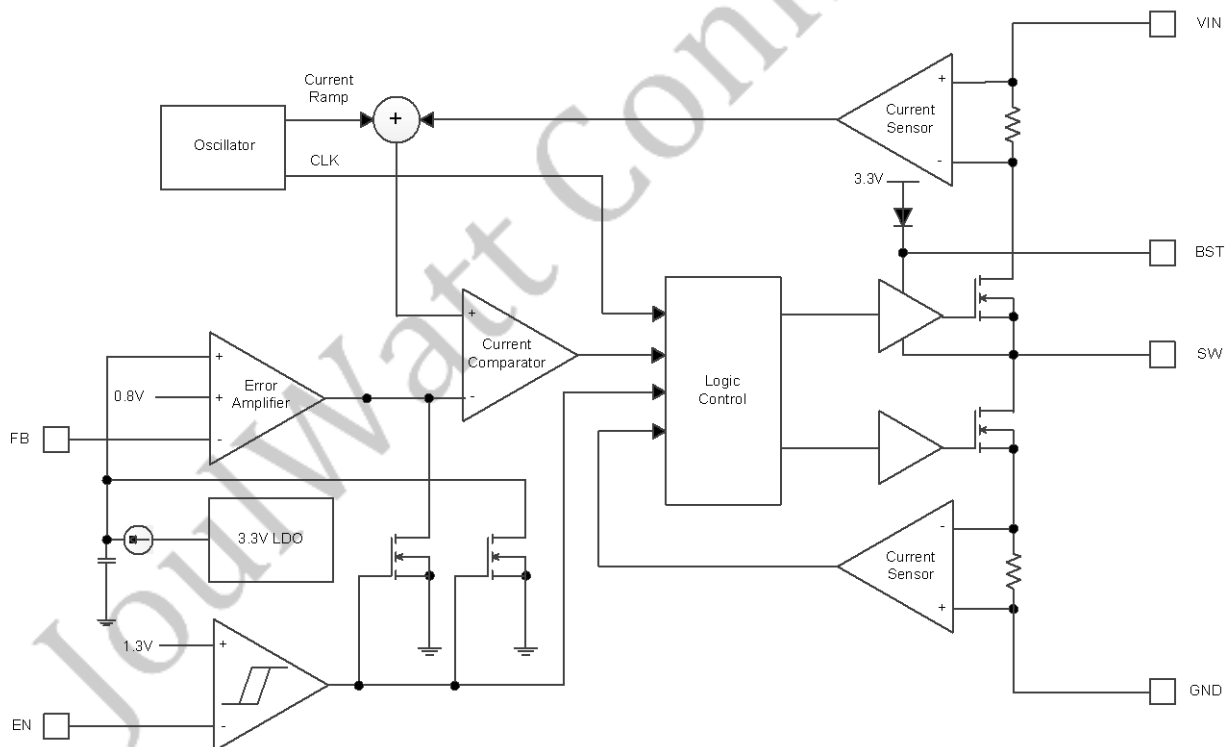 VIN
Current
Ramp
Oscillator
+
CLK
+
Current
Sensor
-
3.3V
BST
+
Current
Comparator
-
Logic
Control
SW
+
0.8V
+
Error
Amplifier
-
FB
3.3V LDO
-
Current
Sensor
+
1.3V
+
-
EN
GND
JoulWatt